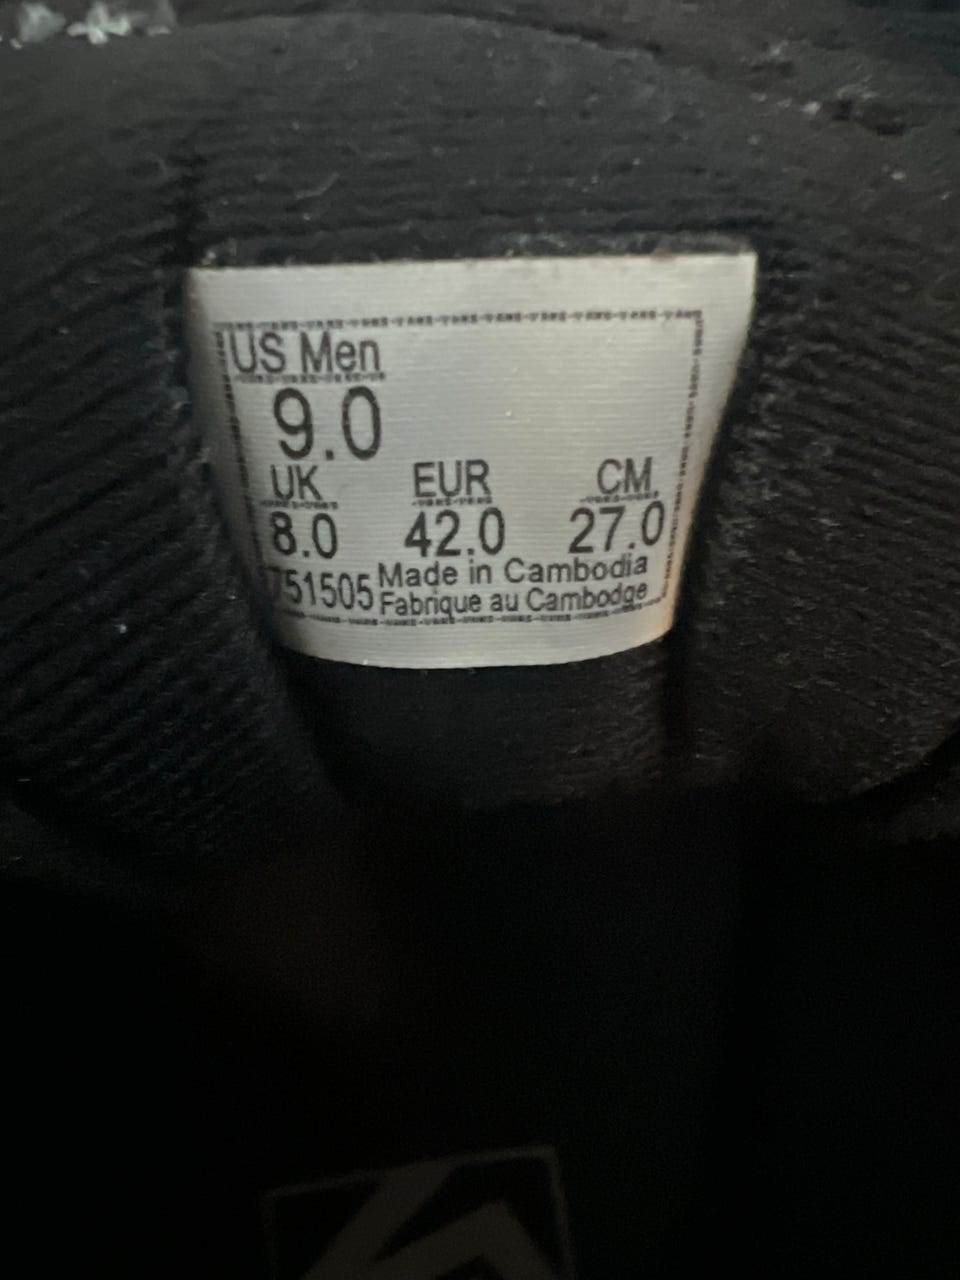 US Men
9.0
UK EUR CM
8.0 42.0 27.0
751505 Made in Cambodia
Fabrique au Cambodge